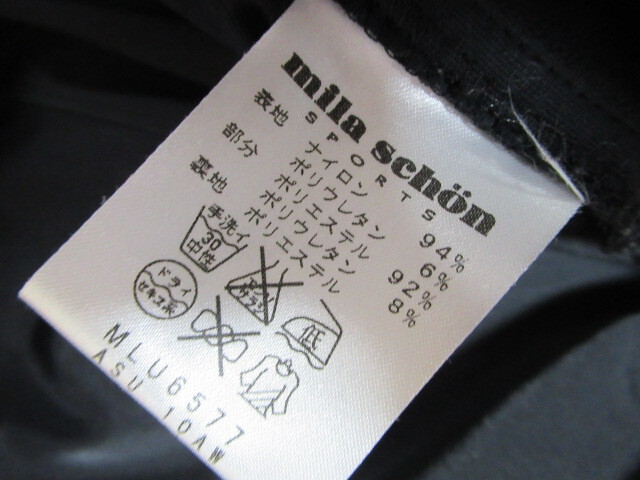 mila schön
SPORTS
表地 ナイロン 94%
ポリウレタン 6%
部分 ポリエステル 92%
ポリウレタン 8%
裏地 ポリエステル
手洗イ
30
中性
低
ドライ
セキユ系
MLU6577
ASU 10AW